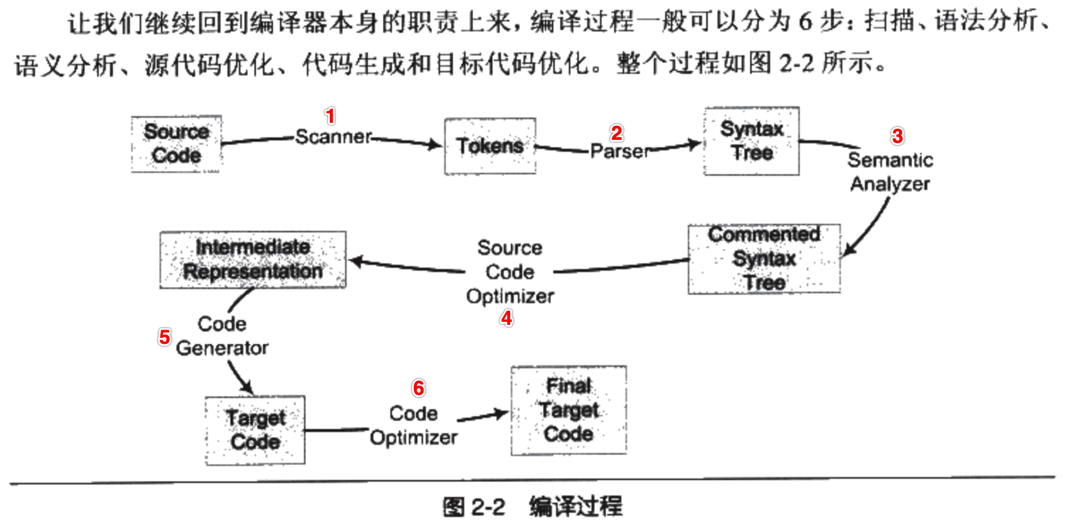 让我们继续回到编译器本身的职责上来，编译过程一般可以分为 6 步：扫描、语法分析、
语义分析、源代码优化、代码生成和目标代码优化。整个过程如图 2-2 所示。
Source
Code
1
Scanner
Tokens
2
Parser
Syntax
Tree
3
Semantic
Analyzer
Commented
Syntax
Tree
Source
Code
Optimizer
4
Intermediate
Representation
5
Code
Generator
Target
Code
6
Code
Optimizer
Final
Target
Code
图 2-2 编译过程